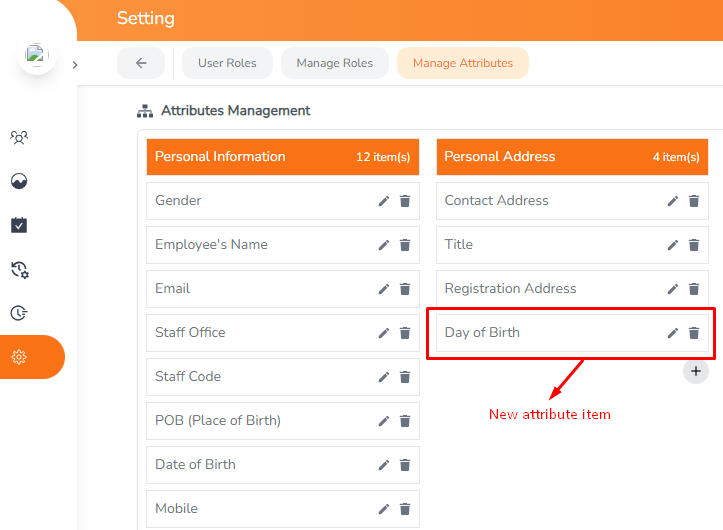 Setting
User Roles
Manage Roles
Manage Attributes
Attributes Management
Personal Information 12 item(s)
Gender
Employee's Name
Email
Staff Office
Staff Code
POB (Place of Birth)
Date of Birth
Mobile
Personal Address 4 item(s)
Contact Address
Title
Registration Address
Day of Birth
New attribute item